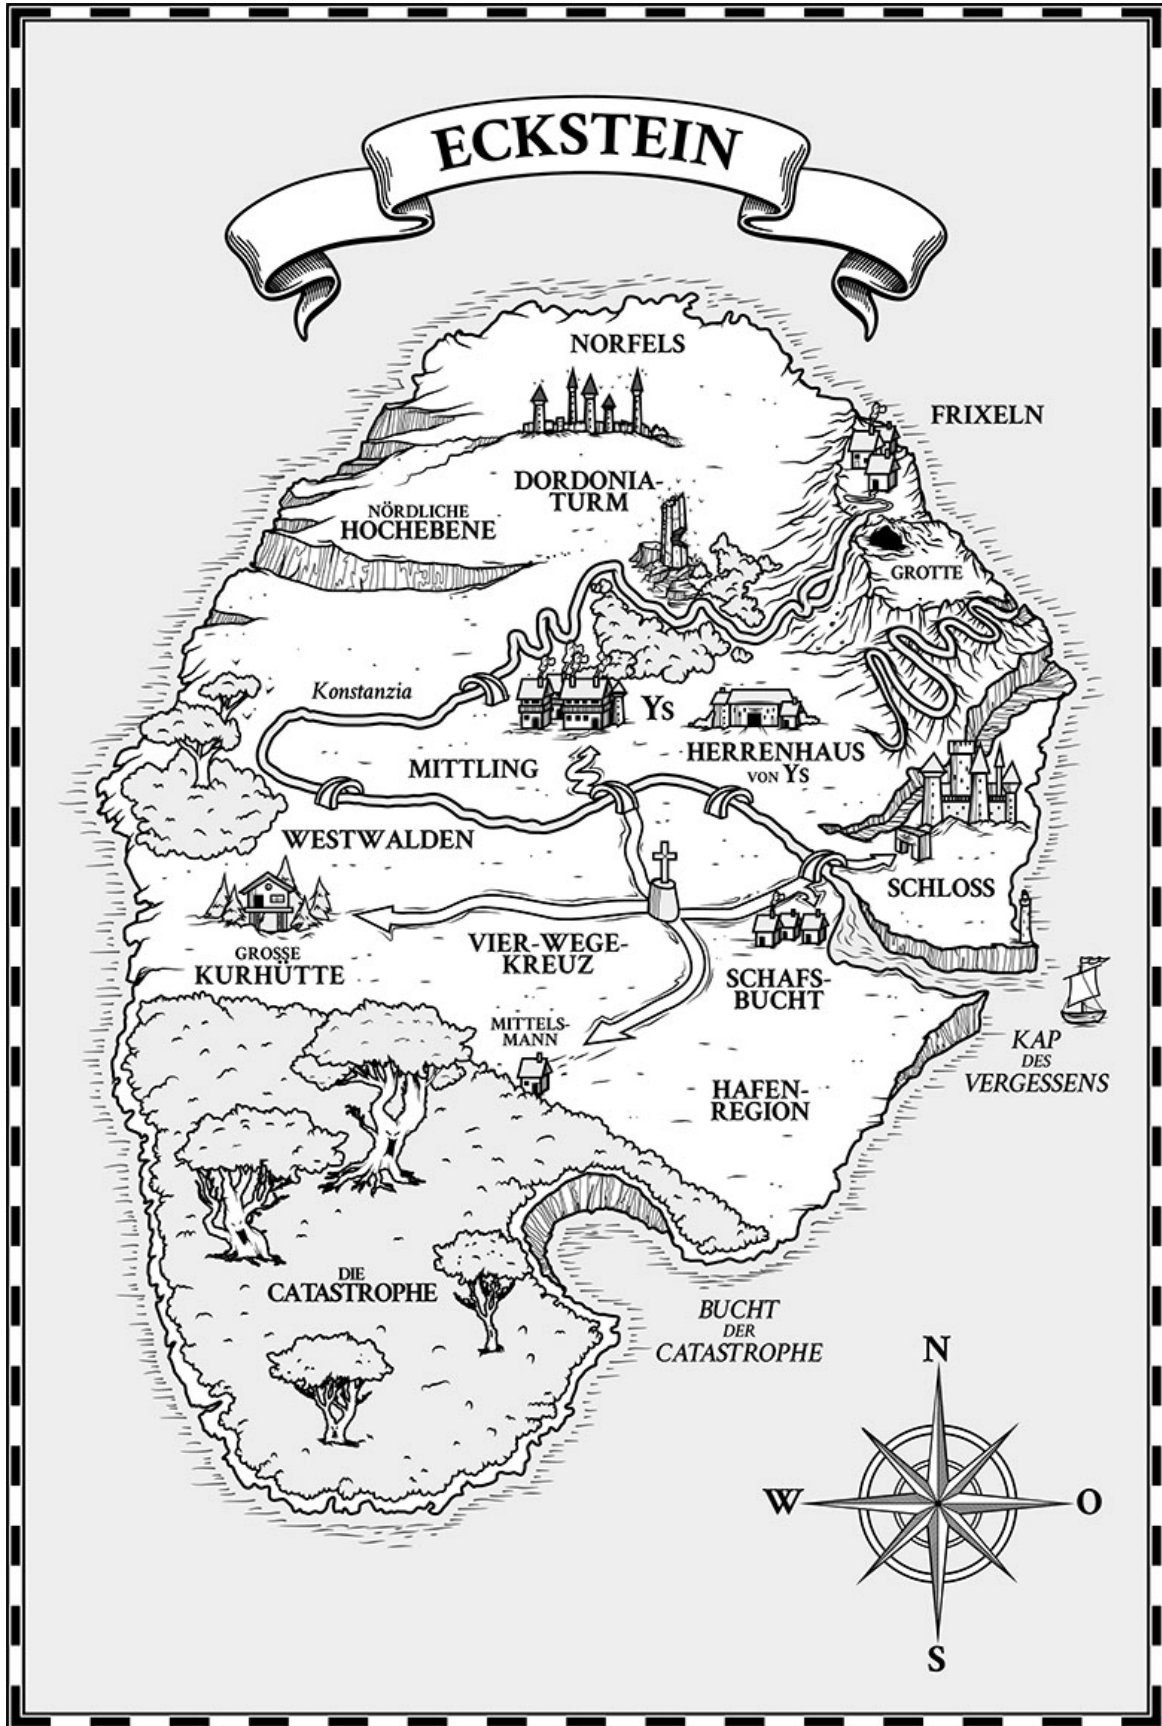 ECKSTEIN
NORFELS
FRIXELN
DORDONIA-
TURM
NÖRDLICHE
HOCHEBENE
GROTTE
Konstanzia
Ys
HERRENHAUS
VON Ys
MITTLING
WESTWALDEN
SCHLOSS
GROSSE
KURHÜTTE
VIER-WEGE-
KREUZ
SCHAFS-
BUCHT
MITTELS-
MANN
KAP
DES
VERGESSENS
HAFEN-
REGION
DIE
CATASTROPHE
BUCHT
DER
CATASTROPHE
N
W
O
S